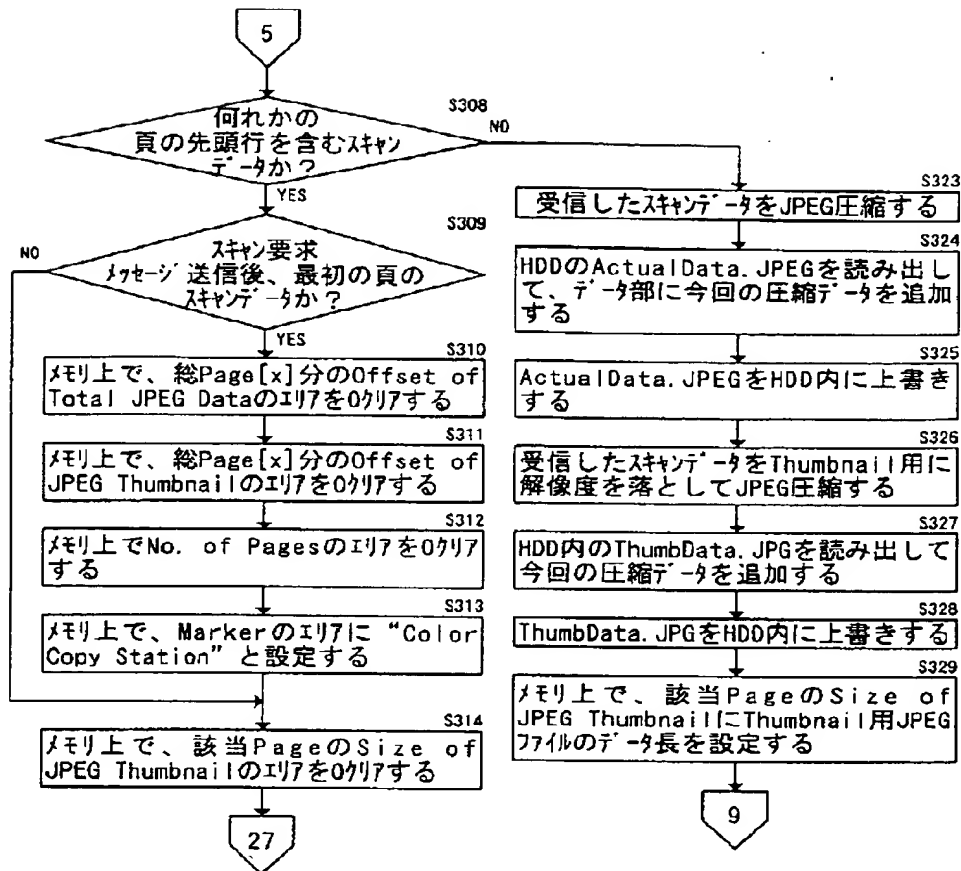 5
S308
何れかの
頁の先頭行を含むスキャン
データか？
NO
YES
S309
NO
スキャン要求
メッセージ送信後、最初の頁の
スキャンデータか？
YES
S310
メモリ上で、総Page[x]分のOffset of
Total JPEG Dataのエリアを0クリアする
S311
メモリ上で、総Page[x]分のOffset of
JPEG Thumbnailのエリアを0クリアする
S312
メモリ上でNo. of Pagesのエリアを0クリア
する
S313
メモリ上で、Markerのエリアに“Color
Copy Station”と設定する
S314
メモリ上で、該当PageのSize of
JPEG Thumbnailのエリアを0クリアする
27
S323
受信したスキャンデータをJPEG圧縮する
S324
HDDのActualData.JPEGを読み出し
て、データ部に今回の圧縮データを追加
する
S325
ActualData.JPEGをHDD内に上書き
する
S326
受信したスキャンデータをThumbnail用に
解像度を落としてJPEG圧縮する
S327
HDD内のThumbData.JPGを読み出して
今回の圧縮データを追加する
S328
ThumbData.JPGをHDD内に上書きする
S329
メモリ上で、該当PageのSize of
JPEG ThumbnailにThumbnail用JPEG
ファイルのデータ長を設定する
9